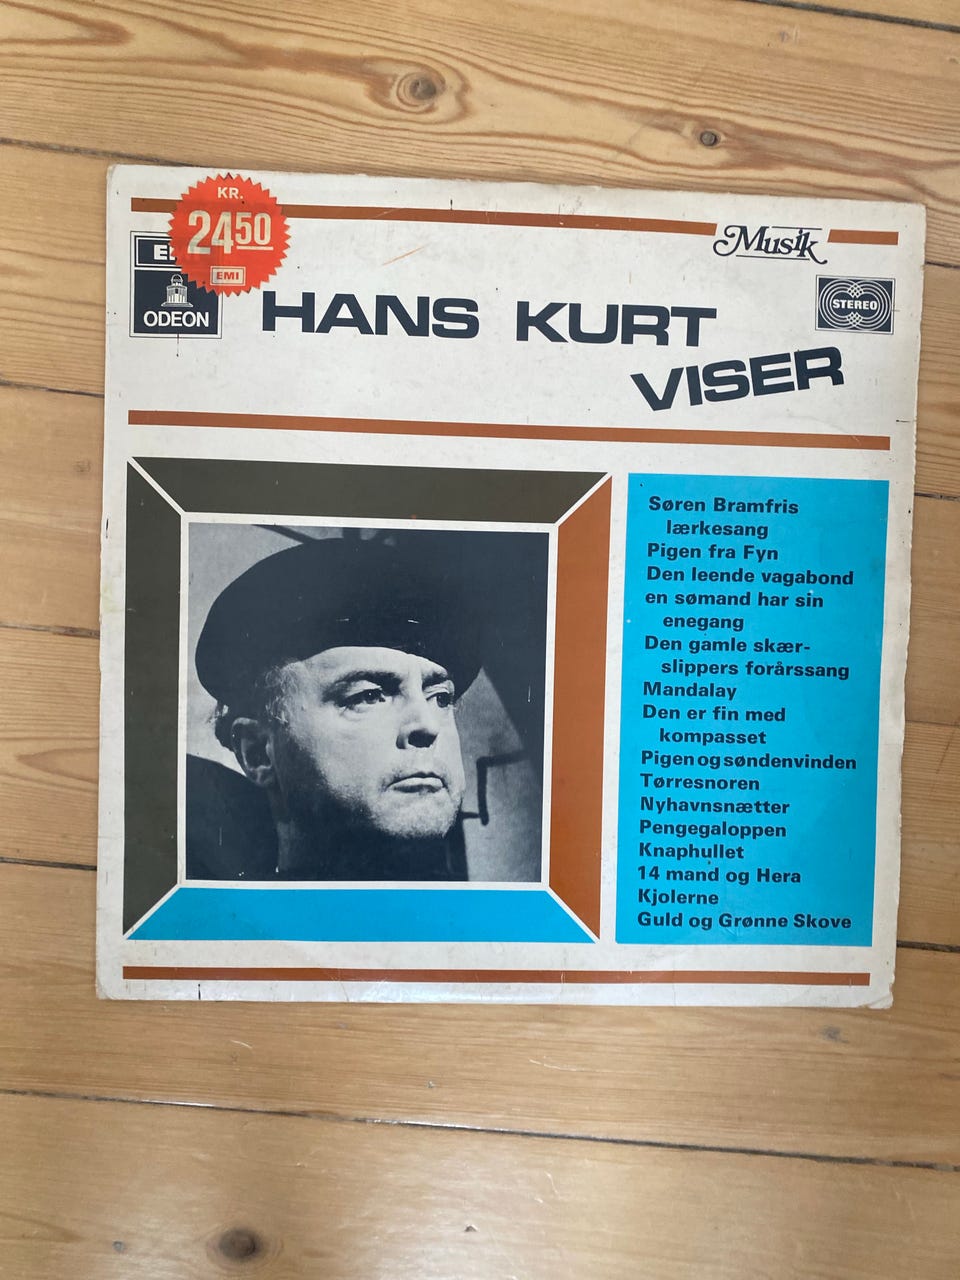 KR.
2450
EMI
ODEON
Musik
STEREO
HANS KURT
VISER
Søren Bramfris
lærkesang
Pigen fra Fyn
Den leende vagabond
en sømand har sin
enegang
Den gamle skær-
slippers forårssang
Mandalay
Den er fin med
kompasset
Pigen og søndenvinden
Tørresnoren
Nyhavnsnætter
Pengegaloppen
Knaphullet
14 mand og Hera
Kjolerne
Guld og Grønne Skove